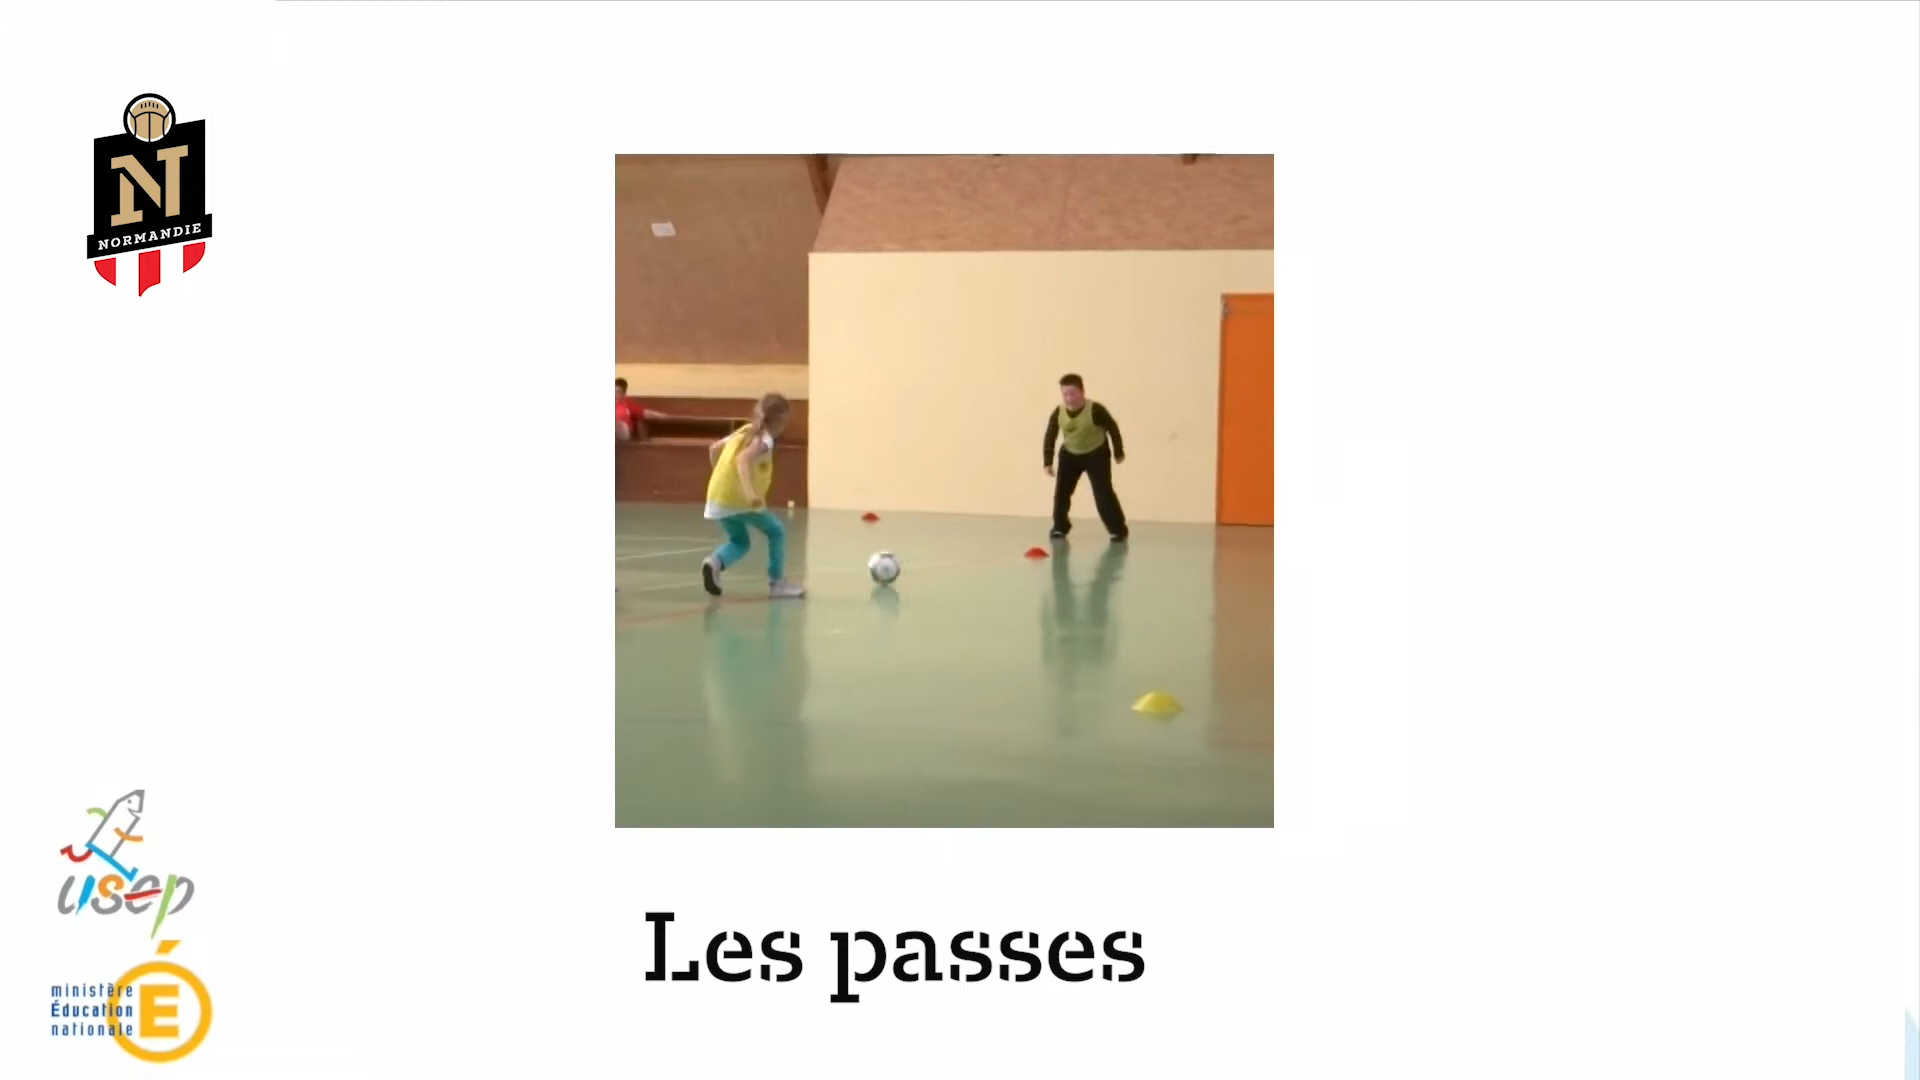 N
NORMANDIE
usep
ministère
Éducation
nationale
É
Les passes